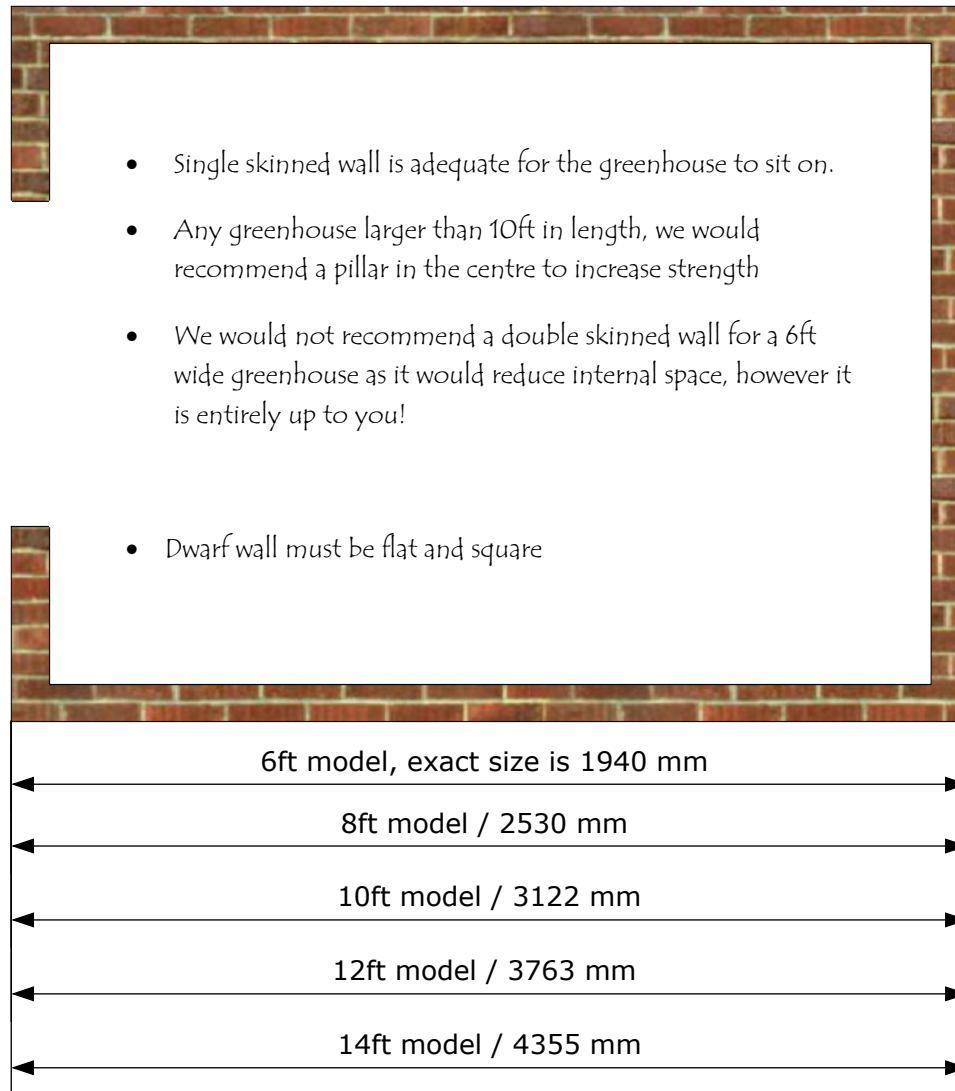 • Single skinned wall is adequate for the greenhouse to sit on.
• Any greenhouse larger than 10ft in length, we would
recommend a pillar in the centre to increase strength
• We would not recommend a double skinned wall for a 6ft
wide greenhouse as it would reduce internal space, however it
is entirely up to you!
• Dwarf wall must be flat and square
6ft model, exact size is 1940 mm
8ft model / 2530 mm
10ft model / 3122 mm
12ft model / 3763 mm
14ft model / 4355 mm